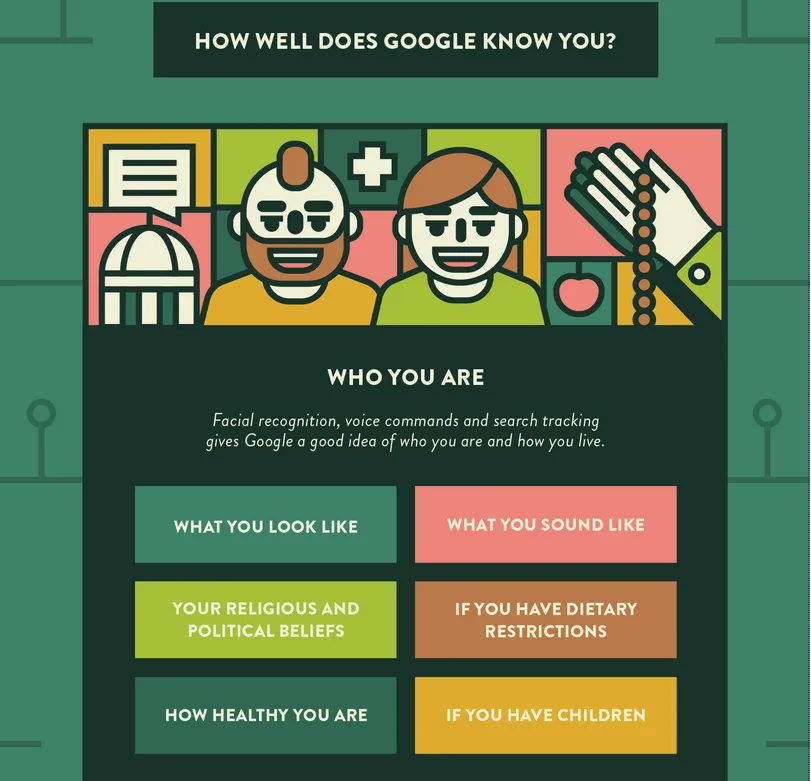 HOW WELL DOES GOOGLE KNOW YOU?
WHO YOU ARE
Facial recognition, voice commands and search tracking
gives Google a good idea of who you are and how you live.
WHAT YOU LOOK LIKE
WHAT YOU SOUND LIKE
YOUR RELIGIOUS AND
POLITICAL BELIEFS
IF YOU HAVE DIETARY
RESTRICTIONS
HOW HEALTHY YOU ARE
IF YOU HAVE CHILDREN